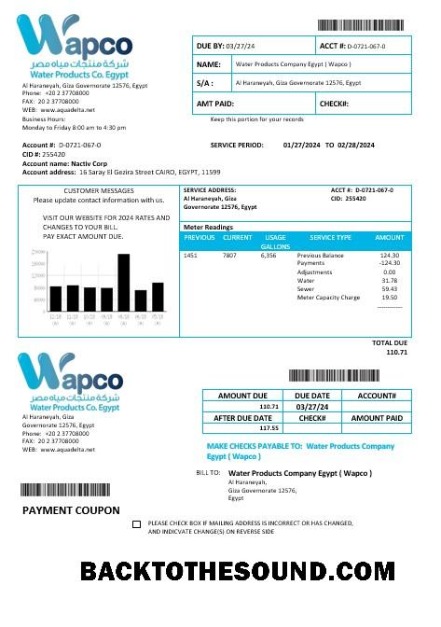 Wapco
شركة منتجات مياه مصر
Water Products Co. Egypt
Al Haraneyah, Giza Governorate 12576, Egypt
Phone: +20 2 37708000
FAX: 20 2 37708000
WEB: www.aquadelta.net
Business Hours:
Monday to Friday 8:00 am to 4:30 pm
DUE BY: 03/27/24 ACCT #: D-0721-067-0
NAME: Water Products Company Egypt ( Wapco )
S/A : Al Haraneyah, Giza Governorate 12576, Egypt
AMT PAID: CHECK#:
Keep this portion for your records
Account #: D-0721-067-0 SERVICE PERIOD: 01/27/2024 TO 02/28/2024
CID #: 255420
Account name: Nactiv Corp
Account address: 16 Saray El Gezira Street CAIRO, EGYPT, 11599
CUSTOMER MESSAGES
Please update contact information with us.
VISIT OUR WEBSITE FOR 2024 RATES AND
CHANGES TO YOUR BILL.
PAY EXACT AMOUNT DUE.
SERVICE ADDRESS: ACCT #: D-0721-067-0
Al Haraneyah, Giza CID: 255420
Governorate 12576, Egypt
Meter Readings
PREVIOUS CURRENT USAGE SERVICE TYPE AMOUNT
GALLONS
1451 7807 6,356 Previous Balance 124.30
Payments -124.30
Adjustments 0.00
Water 31.78
Sewer 59.43
Meter Capacity Charge 19.50
TOTAL DUE
110.71
Wapco
شركة منتجات مياه مصر
Water Products Co. Egypt
Al Haraneyah, Giza
Governorate 12576, Egypt
Phone: +20 2 37708000
FAX: 20 2 37708000
WEB: www.aquadelta.net
AMOUNT DUE DUE DATE ACCOUNT#
110.71 03/27/24
AFTER DUE DATE CHECK# AMOUNT PAID
117.55
MAKE CHECKS PAYABLE TO: Water Products Company
Egypt ( Wapco )
BILL TO: Water Products Company Egypt ( Wapco )
Al Haraneyah,
Giza Governorate 12576,
Egypt
PAYMENT COUPON
PLEASE CHECK BOX IF MAILING ADDRESS IS INCORRECT OR HAS CHANGED,
AND INDICVATE CHANGE(S) ON REVERSE SIDE
BACKTOTHESOUND.COM